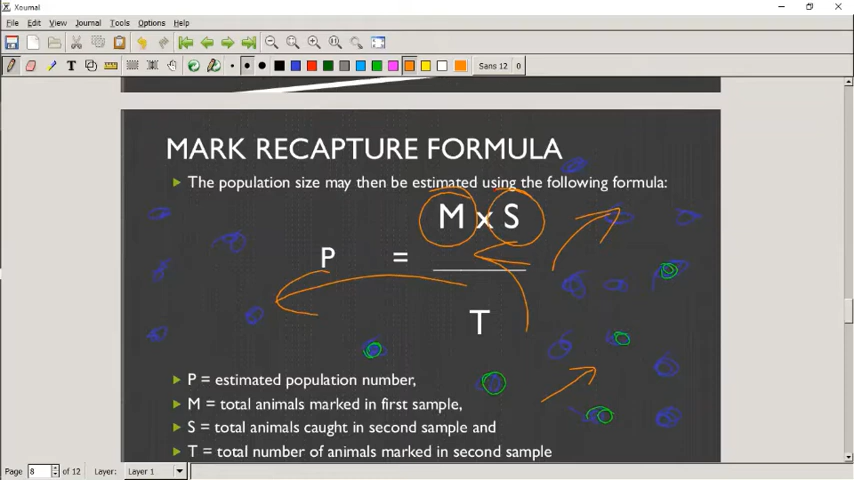 Xournal
File Edit View Journal Tools Options Help
Sans 12 0
MARK RECAPTURE FORMULA
The population size may then be estimated using the following formula:
M x S
P =
T
P = estimated population number,
M = total animals marked in first sample,
S = total animals caught in second sample and
T = total number of animals marked in second sample
Page 8 of 12 Layer: Layer 1